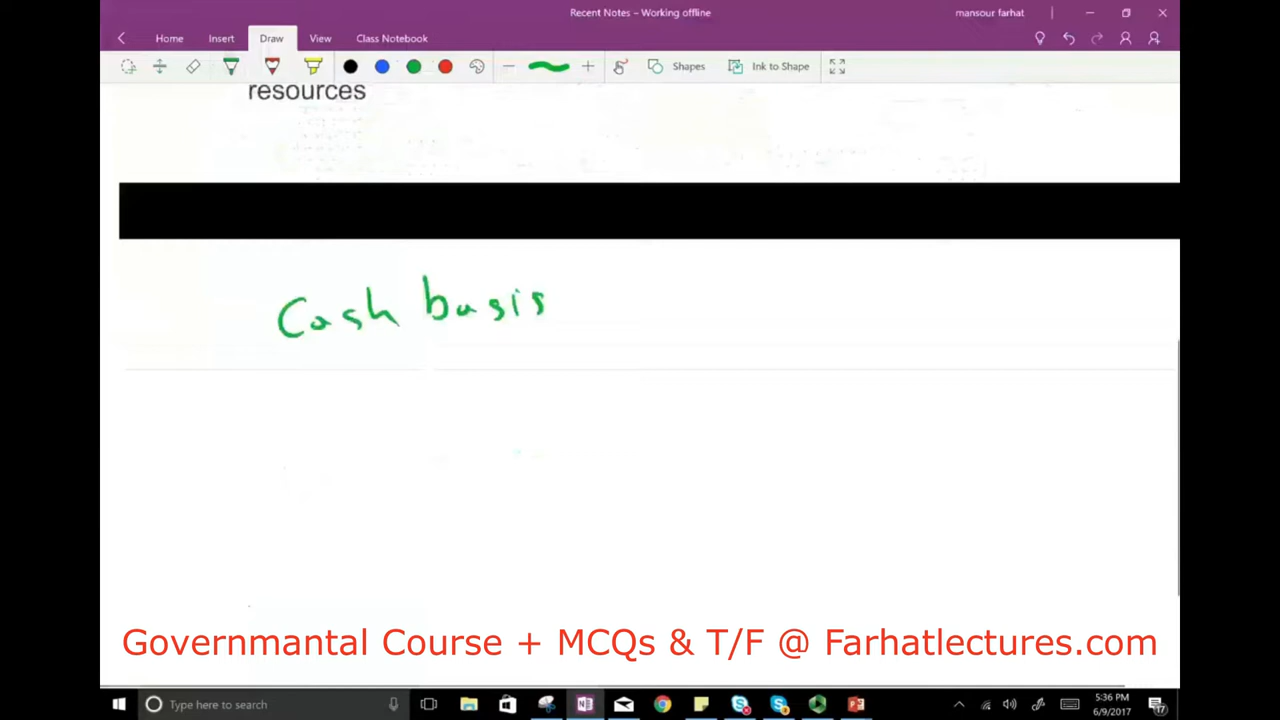 Recent Notes - Working offline
mansour farhat
Home Insert Draw View Class Notebook
Shapes Ink to Shape
resources
Cash basis
Governmantal Course + MCQs & T/F @ Farhatlectures.com
Type here to search
5:36 PM
6/9/2017
17